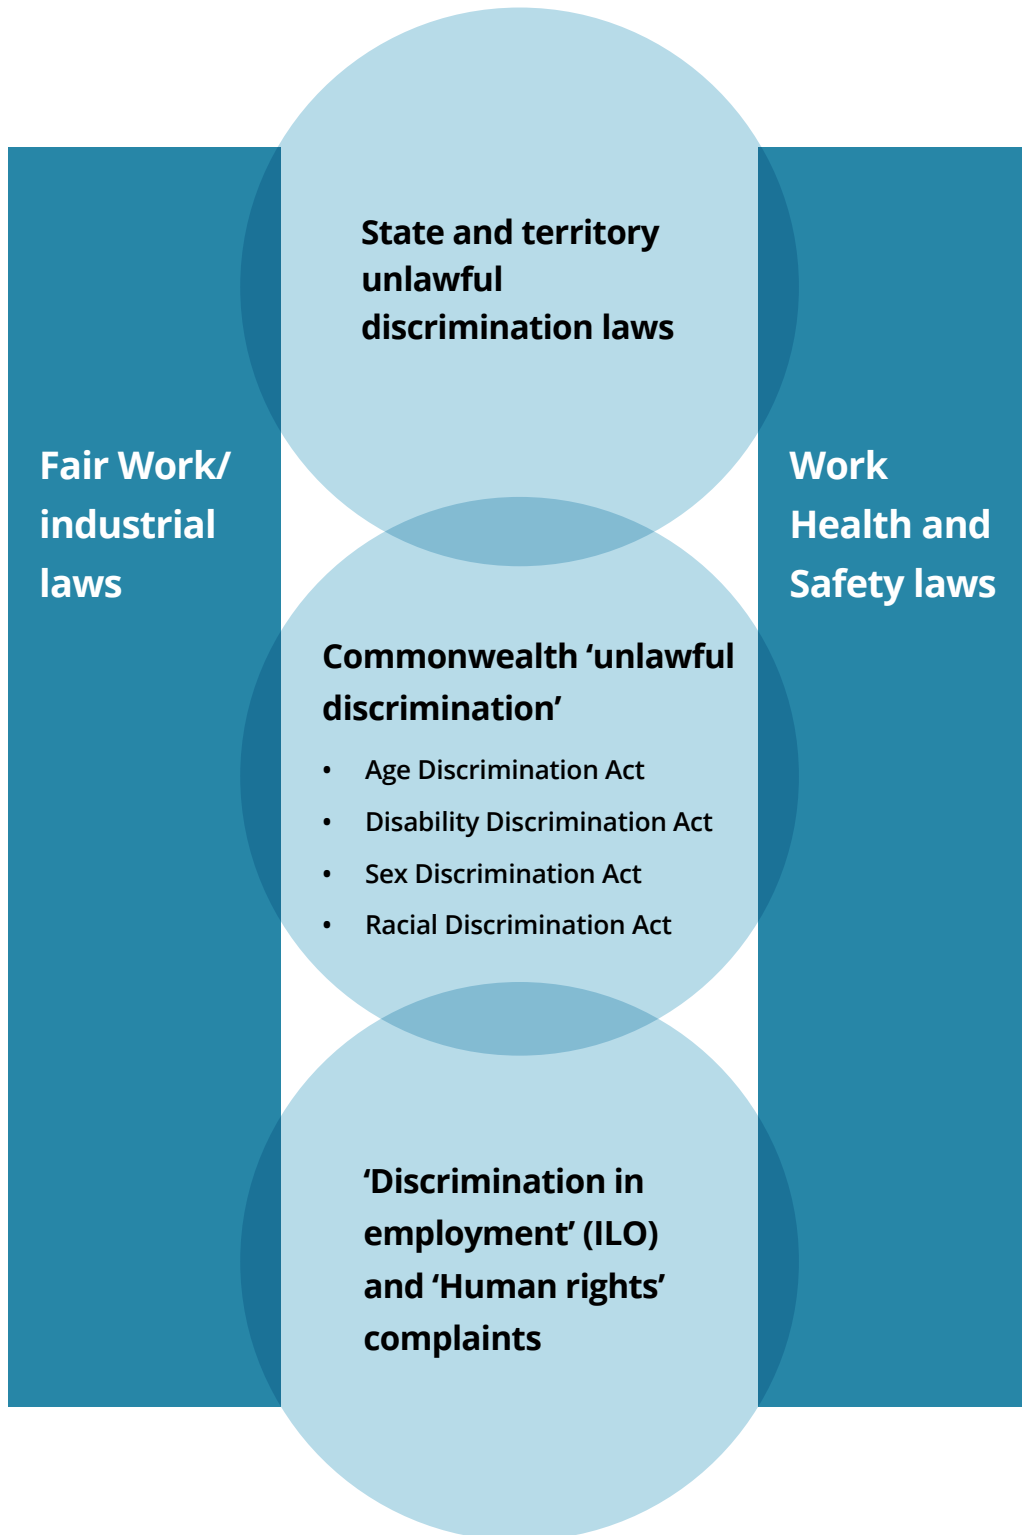 State and territory
unlawful
discrimination laws
Fair Work/
industrial
laws
Work
Health and
Safety laws
Commonwealth ‘unlawful
discrimination’
• Age Discrimination Act
• Disability Discrimination Act
• Sex Discrimination Act
• Racial Discrimination Act
‘Discrimination in
employment’ (ILO)
and ‘Human rights’
complaints